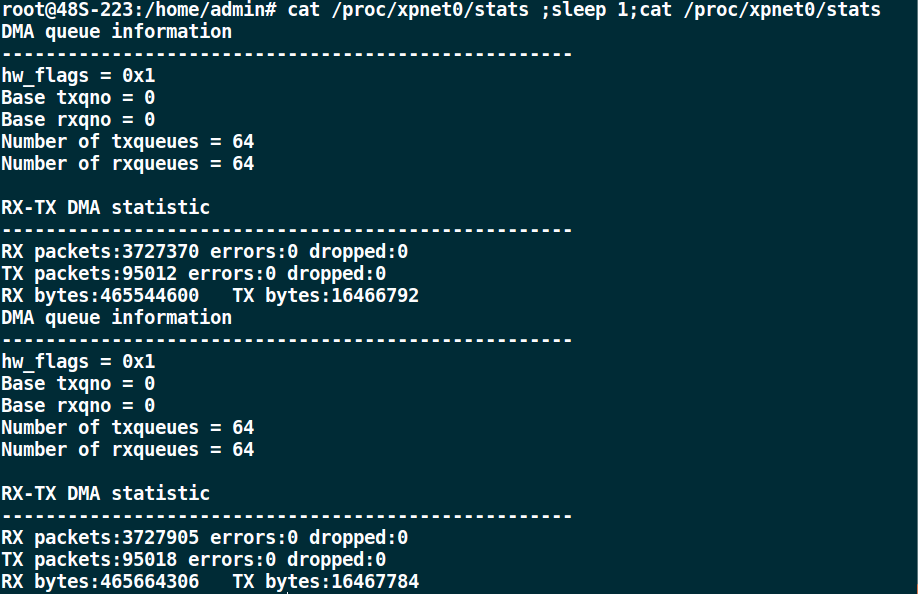 root@48S-223:/home/admin# cat /proc/xpnet0/stats ;sleep 1;cat /proc/xpnet0/stats
DMA queue information
----------------------------------------------------
hw_flags = 0x1
Base txqno = 0
Base rxqno = 0
Number of txqueues = 64
Number of rxqueues = 64

RX-TX DMA statistic
----------------------------------------------------
RX packets:3727370 errors:0 dropped:0
TX packets:95012 errors:0 dropped:0
RX bytes:465544600   TX bytes:16466792
DMA queue information
----------------------------------------------------
hw_flags = 0x1
Base txqno = 0
Base rxqno = 0
Number of txqueues = 64
Number of rxqueues = 64

RX-TX DMA statistic
----------------------------------------------------
RX packets:3727905 errors:0 dropped:0
TX packets:95018 errors:0 dropped:0
RX bytes:465664306   TX bytes:16467784